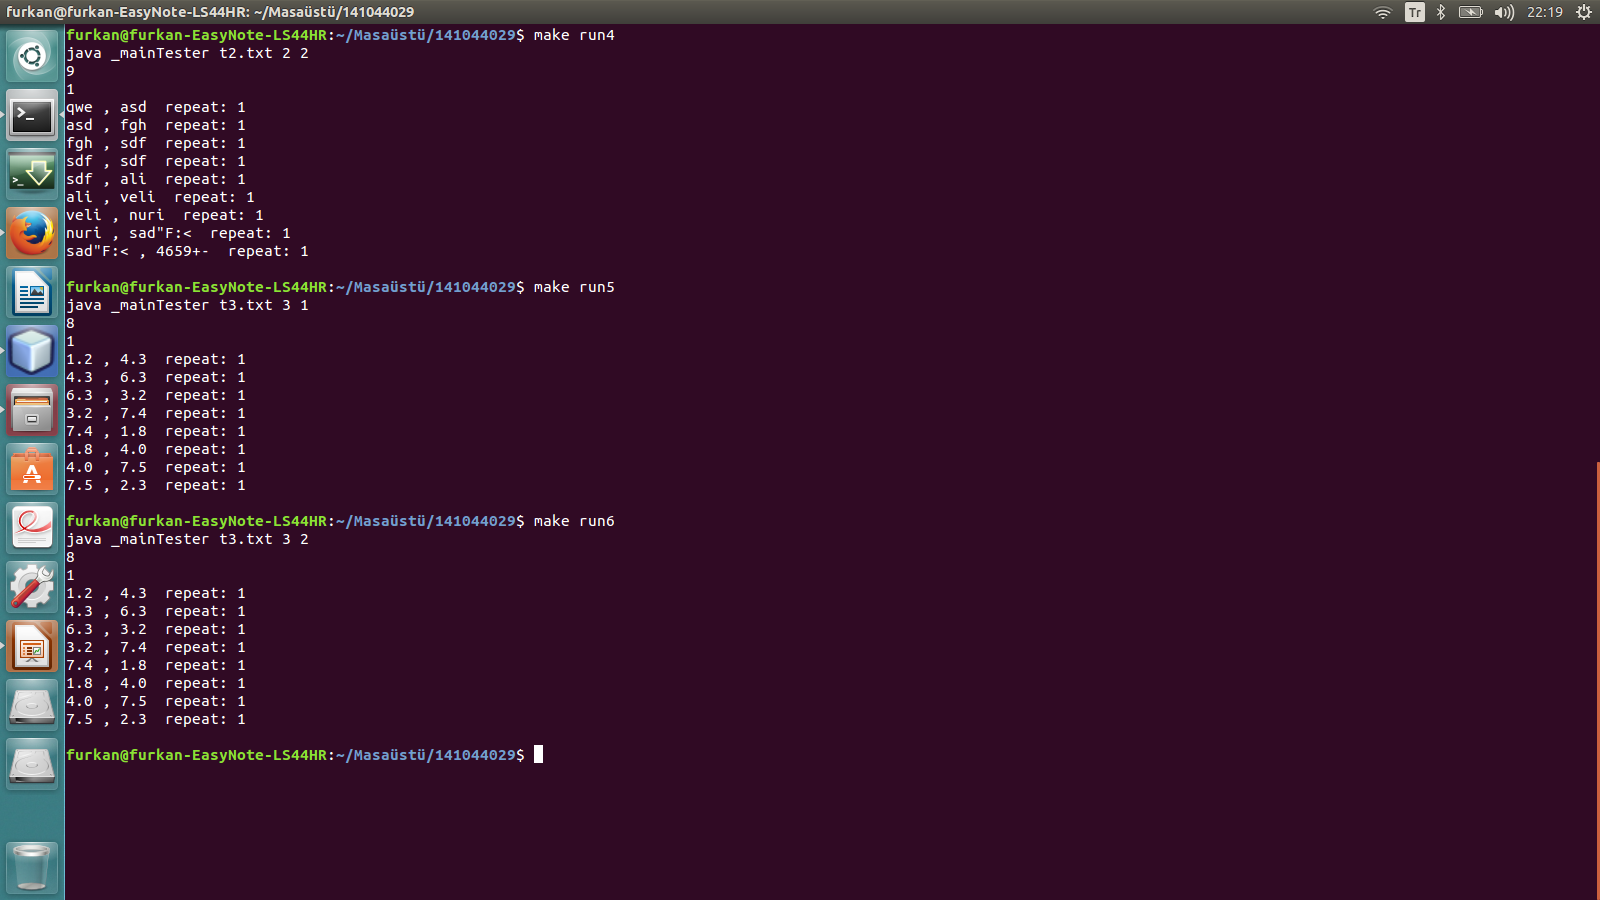 furkan@furkan-EasyNote-LS44HR: ~/Masaüstü/141044029
Tr
22:19
furkan@furkan-EasyNote-LS44HR:~/Masaüstü/141044029$ make run4
java _mainTester t2.txt 2 2
9
1
qwe , asd  repeat: 1
asd , fgh  repeat: 1
fgh , sdf  repeat: 1
sdf , sdf  repeat: 1
sdf , ali  repeat: 1
ali , veli  repeat: 1
veli , nuri  repeat: 1
nuri , sad"F:<  repeat: 1
sad"F:< , 4659+-  repeat: 1
furkan@furkan-EasyNote-LS44HR:~/Masaüstü/141044029$ make run5
java _mainTester t3.txt 3 1
8
1
1.2 , 4.3  repeat: 1
4.3 , 6.3  repeat: 1
6.3 , 3.2  repeat: 1
3.2 , 7.4  repeat: 1
7.4 , 1.8  repeat: 1
1.8 , 4.0  repeat: 1
4.0 , 7.5  repeat: 1
7.5 , 2.3  repeat: 1
furkan@furkan-EasyNote-LS44HR:~/Masaüstü/141044029$ make run6
java _mainTester t3.txt 3 2
8
1
1.2 , 4.3  repeat: 1
4.3 , 6.3  repeat: 1
6.3 , 3.2  repeat: 1
3.2 , 7.4  repeat: 1
7.4 , 1.8  repeat: 1
1.8 , 4.0  repeat: 1
4.0 , 7.5  repeat: 1
7.5 , 2.3  repeat: 1
furkan@furkan-EasyNote-LS44HR:~/Masaüstü/141044029$